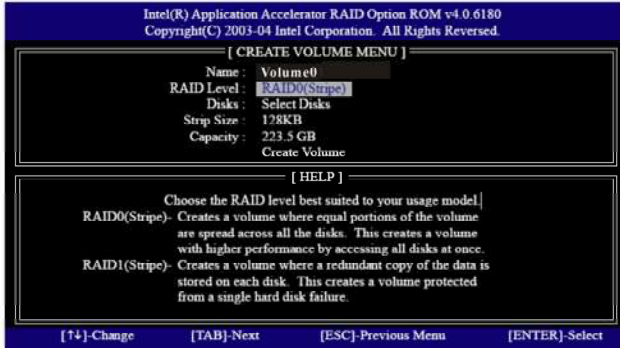 Intel(R) Application Accelerator RAID Option ROM v4.0.6180
Copyright(C) 2003-04 Intel Corporation. All Rights Reversed.
[ CREATE VOLUME MENU ]
Name : Volume0
RAID Level : RAID0(Stripe)
Disks : Select Disks
Strip Size : 128KB
Capacity : 223.5 GB
Create Volume
[ HELP ]
Choose the RAID level best suited to your usage model.
RAID0(Stripe)- Creates a volume where equal portions of the volume
are spread across all the disks. This creates a volume
with higher performance by accessing all disks at once.
RAID1(Stripe)- Creates a volume where a redundant copy of the data is
stored on each disk. This creates a volume protected
from a single hard disk failure.
[↑↓]-Change [TAB]-Next [ESC]-Previous Menu [ENTER]-Select